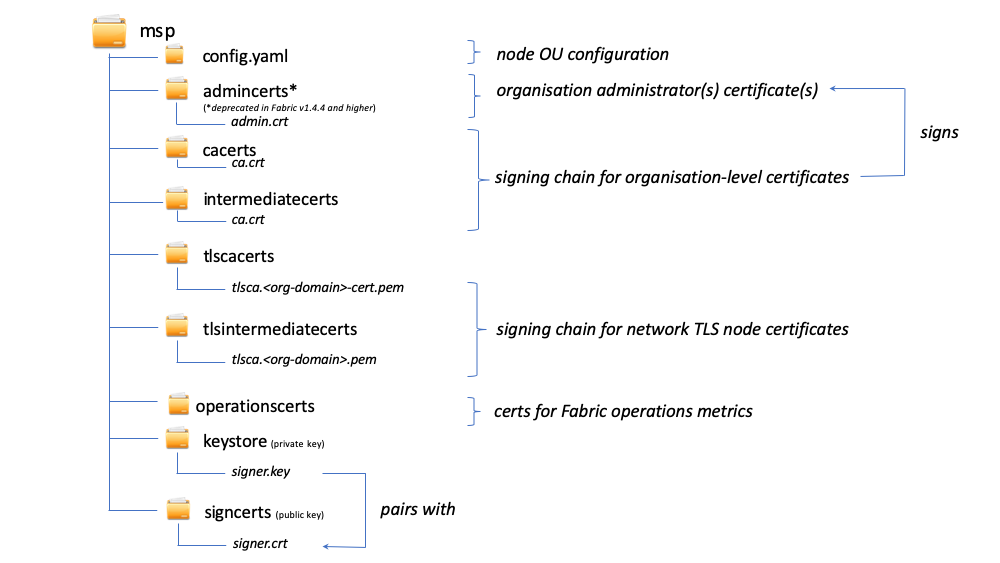 msp
config.yaml
node OU configuration
admincerts*
organisation administrator(s) certificate(s)
(*deprecated in Fabric v1.4.4 and higher)
admin.crt
signs
cacerts
ca.crt
signing chain for organisation-level certificates
intermediatecerts
ca.crt
tlscacerts
tlsca.<org-domain>-cert.pem
tlsintermediatecerts
signing chain for network TLS node certificates
tlsca.<org-domain>.pem
operationscerts
certs for Fabric operations metrics
keystore (private key)
signer.key
pairs with
signcerts (public key)
signer.crt